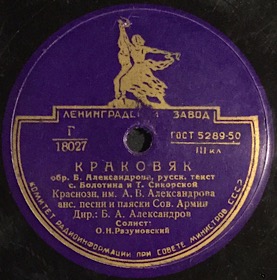 ЛЕНИНГРАДСКИЙ ЗАВОД
Г
18027
ГОСТ 5289-50
III кл
КРАКОВЯК
обр. Б. Александрова, русск. текст
с. Болотина и Т. Сикорской
Краснозн. им. А. В. Александрова
анс. песни и пляски Сов. Армии
Дир.: Б. А. Александров
Солист:
О. Н. Разумовский
КОМИТЕТ РАДИОИНФОРМАЦИИ ПРИ СОВЕТЕ МИНИСТРОВ СССР